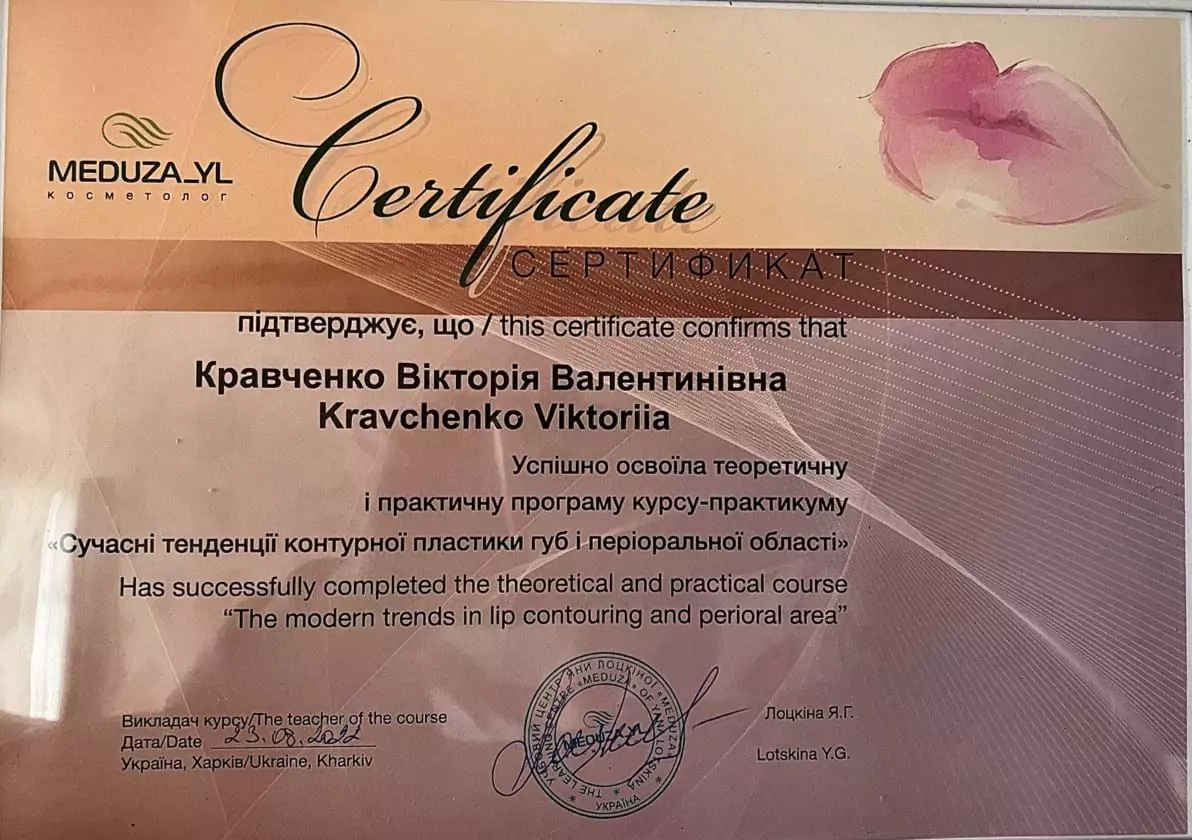 MEDUZA_YL
косметолог
Certificate
СЕРТИФИКАТ
підтверджує, що / this certificate confirms that
Кравченко Вікторія Валентинівна
Kravchenko Viktoriia
Успішно освоїла теоретичну
і практичну програму курсу-практикуму
«Сучасні тенденції контурної пластики губ і періоральної області»
Has successfully completed the theoretical and practical course
“The modern trends in lip contouring and perioral area”
Викладач курсу/The teacher of the course
Дата/Date 23.08.2022
Україна, Харків/Ukraine, Kharkiv
УЧБОВИЙ ЦЕНТР ЯНИ ЛОЦКІНОЇ «MEDUZA»
THE LEARNING CENTRE «MEDUZA» OF YANA LOTSKINA
MEDUZA_YL
* УКРАЇНА *
Лоцкіна Я.Г.
Lotskina Y.G.